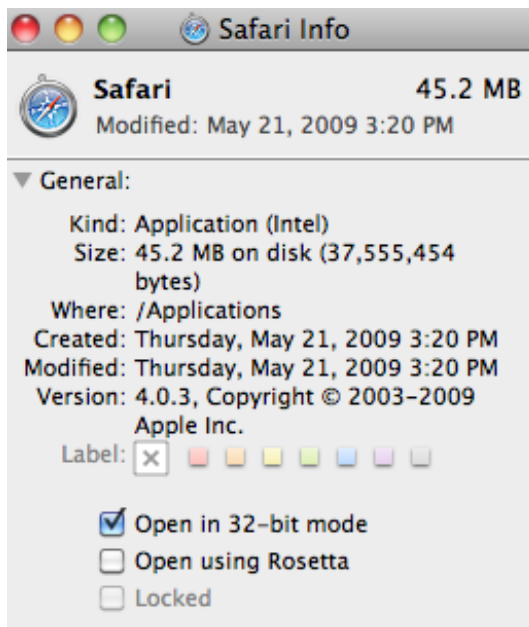 Safari Info
Safari 45.2 MB
Modified: May 21, 2009 3:20 PM
General:
Kind: Application (Intel)
Size: 45.2 MB on disk (37,555,454
bytes)
Where: /Applications
Created: Thursday, May 21, 2009 3:20 PM
Modified: Thursday, May 21, 2009 3:20 PM
Version: 4.0.3, Copyright © 2003-2009
Apple Inc.
Label:
Open in 32-bit mode
Open using Rosetta
Locked